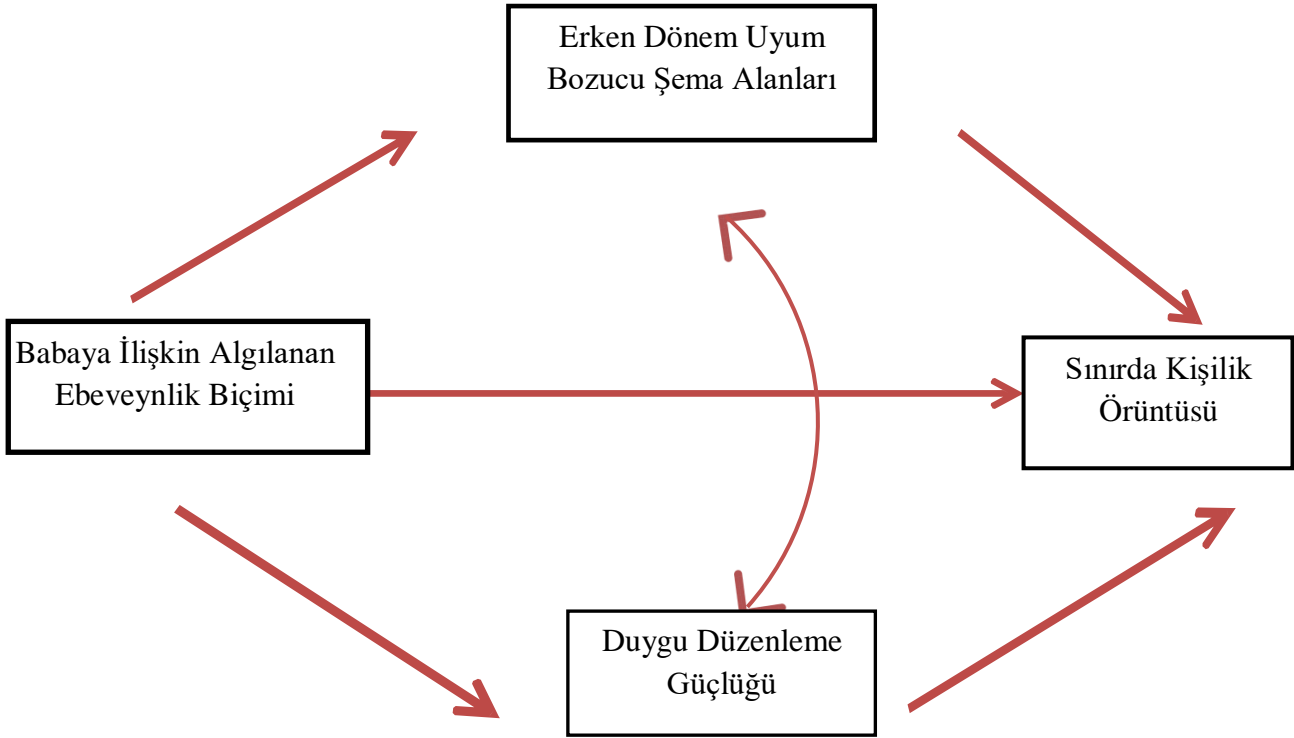 Erken Dönem Uyum
Bozucu Şema Alanları
Babaya İlişkin Algılanan
Ebeveynlik Biçimi
Sınırda Kişilik
Örüntüsü
Duygu Düzenleme
Güçlüğü